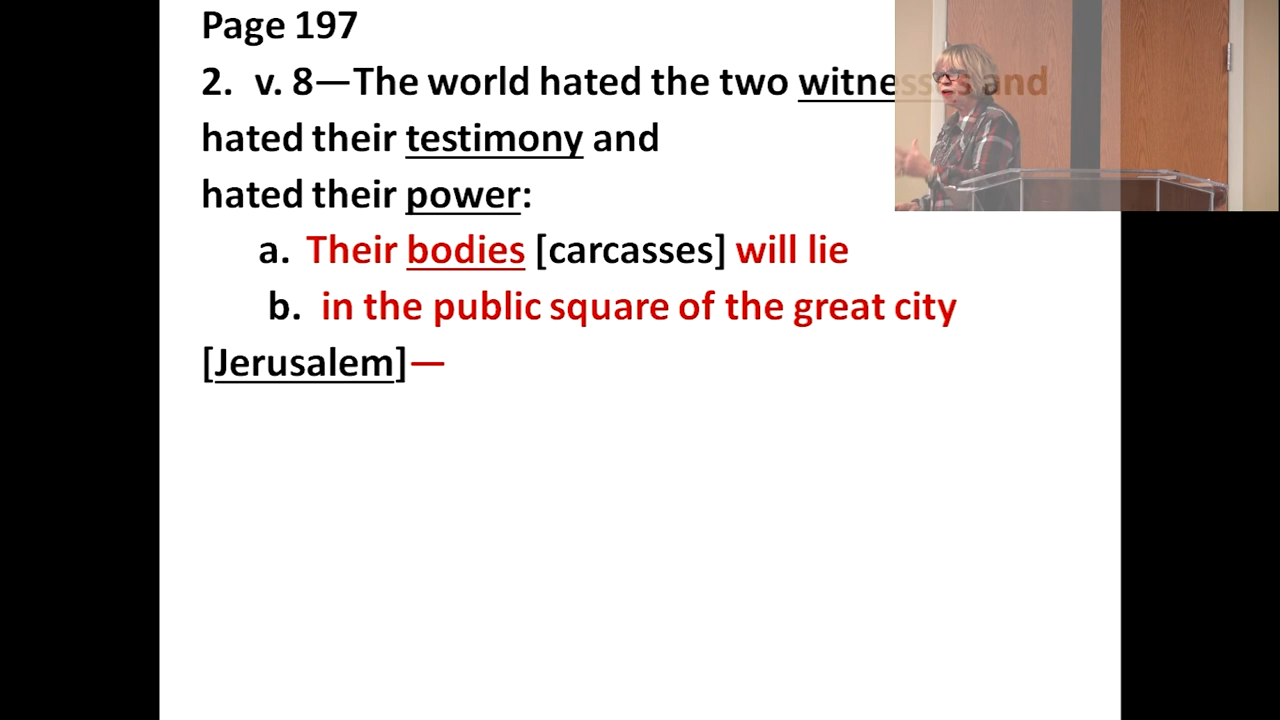 Page 197
2. v. 8—The world hated the two witnesses and
hated their testimony and
hated their power:
a. Their bodies [carcasses] will lie
b. in the public square of the great city
[Jerusalem]—